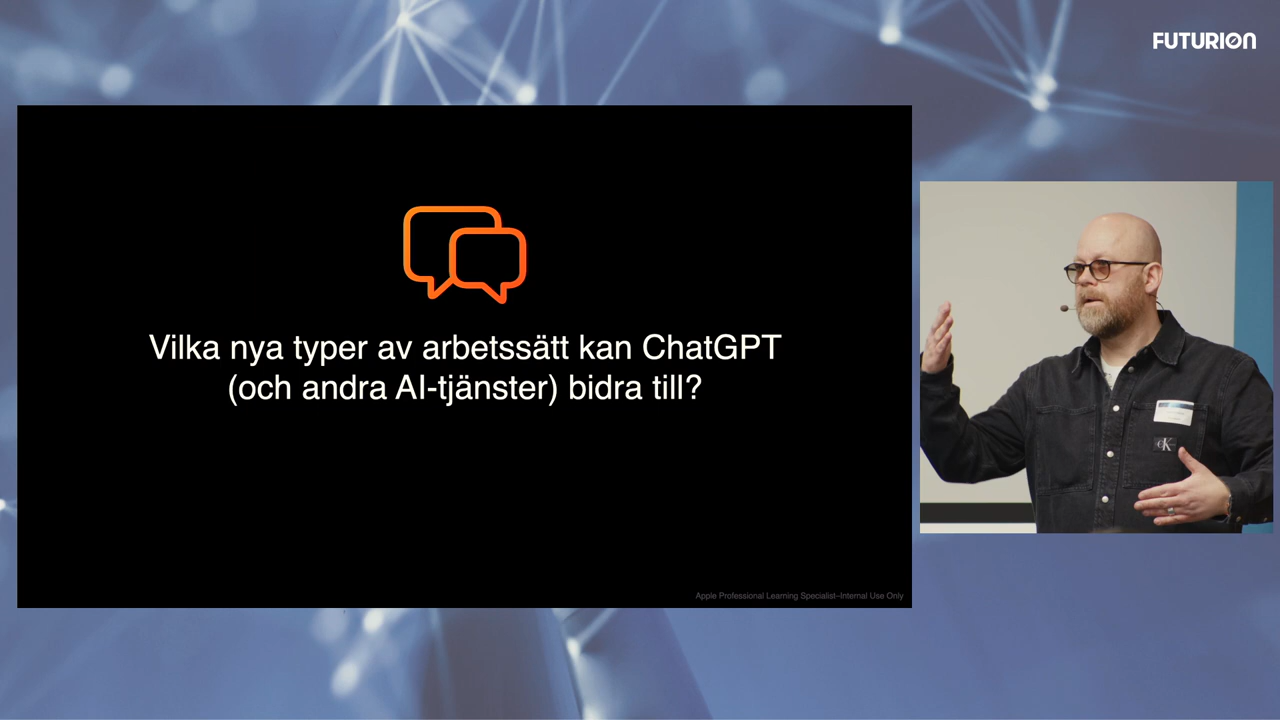 FUTURION
Vilka nya typer av arbetssätt kan ChatGPT
(och andra AI-tjänster) bidra till?
cK
Apple Professional Learning Specialist–Internal Use Only